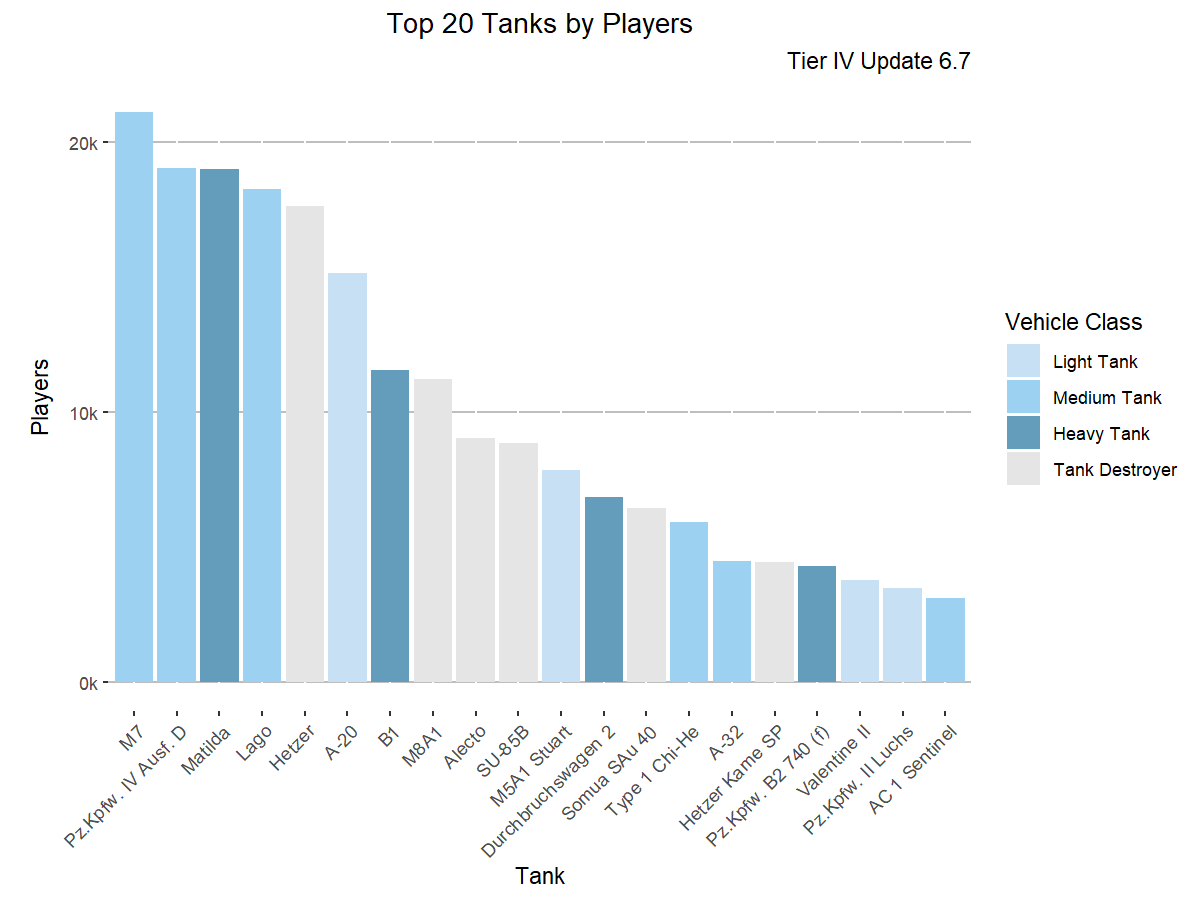 Top 20 Tanks by Players
Tier IV Update 6.7
Players
20k
10k
0k
M7
Pz.Kpfw. IV Ausf. D
Matilda
Lago
Hetzer
A-20
B1
M8A1
Alecto
SU-85B
M5A1 Stuart
Durchbruchswagen 2
Somua SAu 40
Type 1 Chi-He
A-32
Hetzer Kame SP
Pz.Kpfw. B2 740 (f)
Valentine II
Pz.Kpfw. II Luchs
AC 1 Sentinel
Tank
Vehicle Class
Light Tank
Medium Tank
Heavy Tank
Tank Destroyer